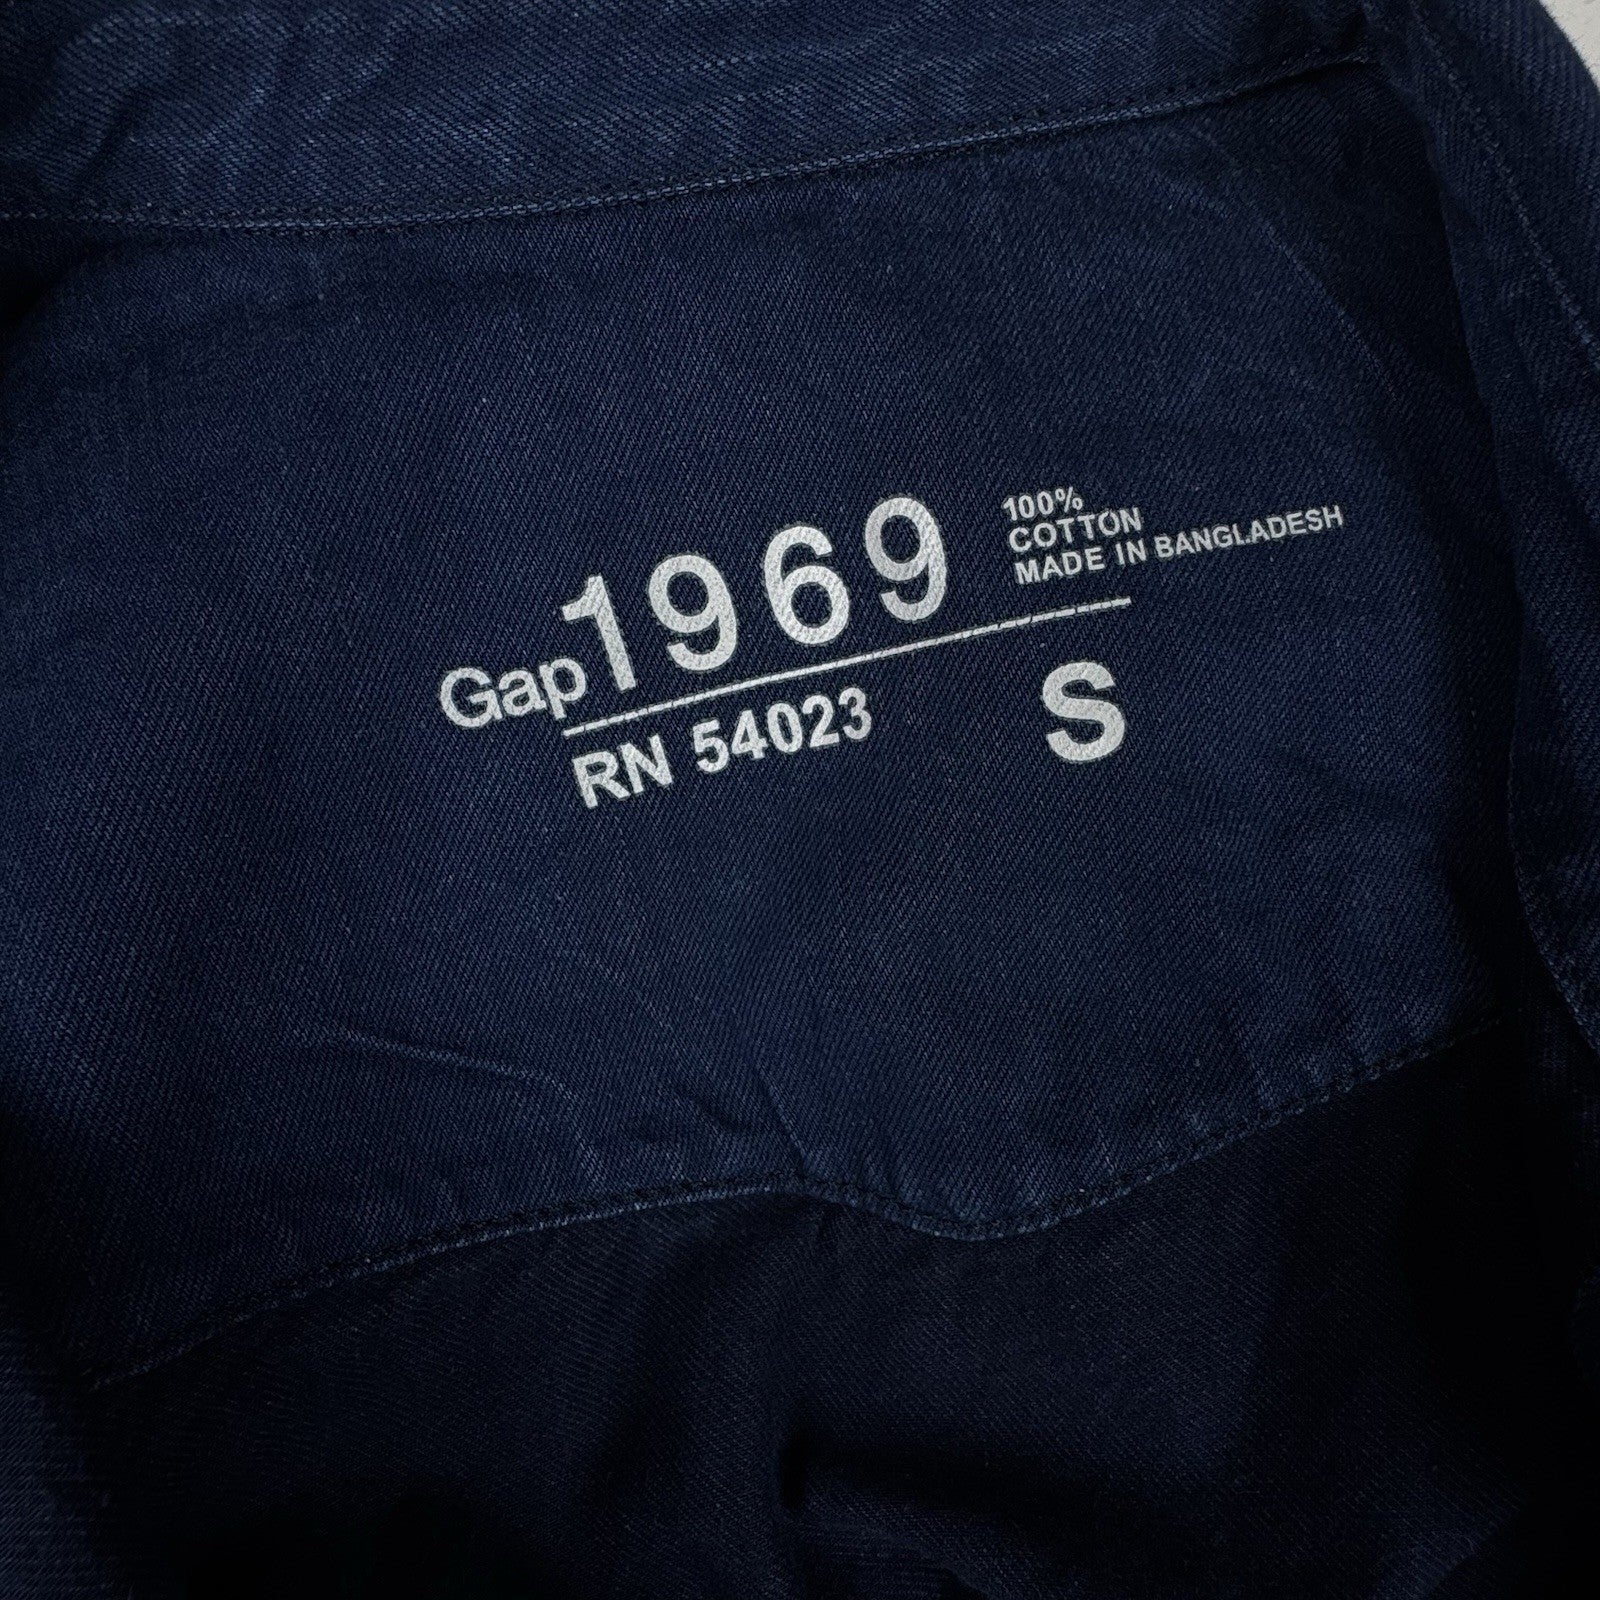 Gap1969
100%
COTTON
MADE IN BANGLADESH
RN 54023
S